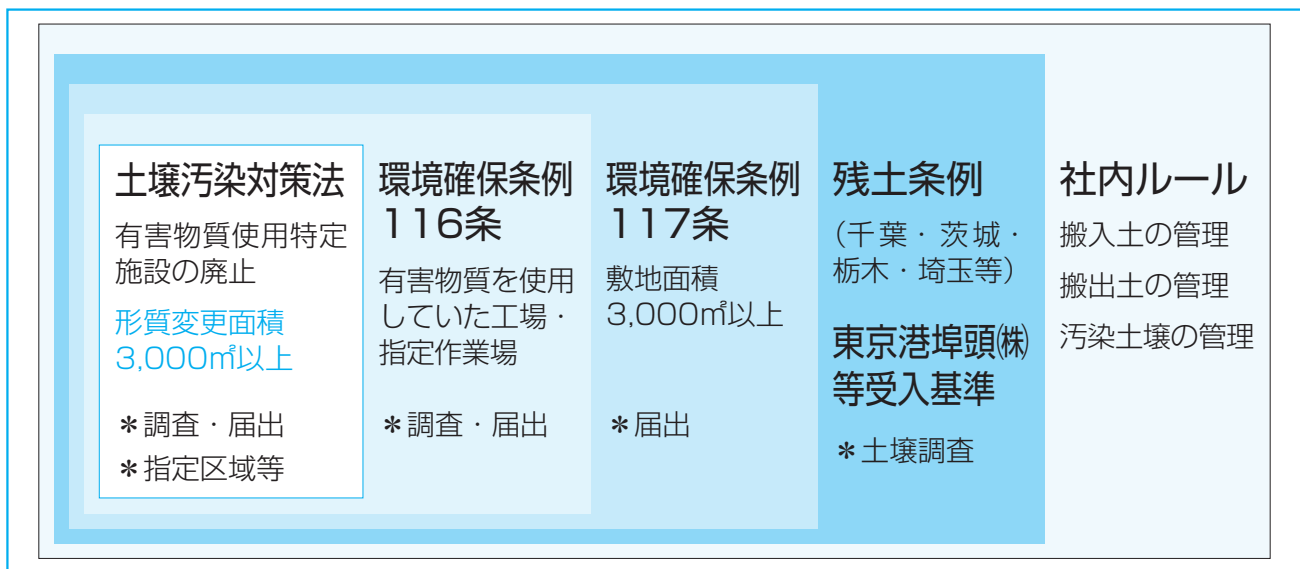 土壌汚染対策法
有害物質使用特定
施設の廃止
形質変更面積
3,000㎡以上
＊調査・届出
＊指定区域等
環境確保条例
116条
有害物質を使用
していた工場・
指定作業場
＊調査・届出
環境確保条例
117条
敷地面積
3,000㎡以上
＊届出
残土条例
（千葉・茨城・
栃木・埼玉等）
東京港埠頭㈱
等受入基準
＊土壌調査
社内ルール
搬入土の管理
搬出土の管理
汚染土壌の管理